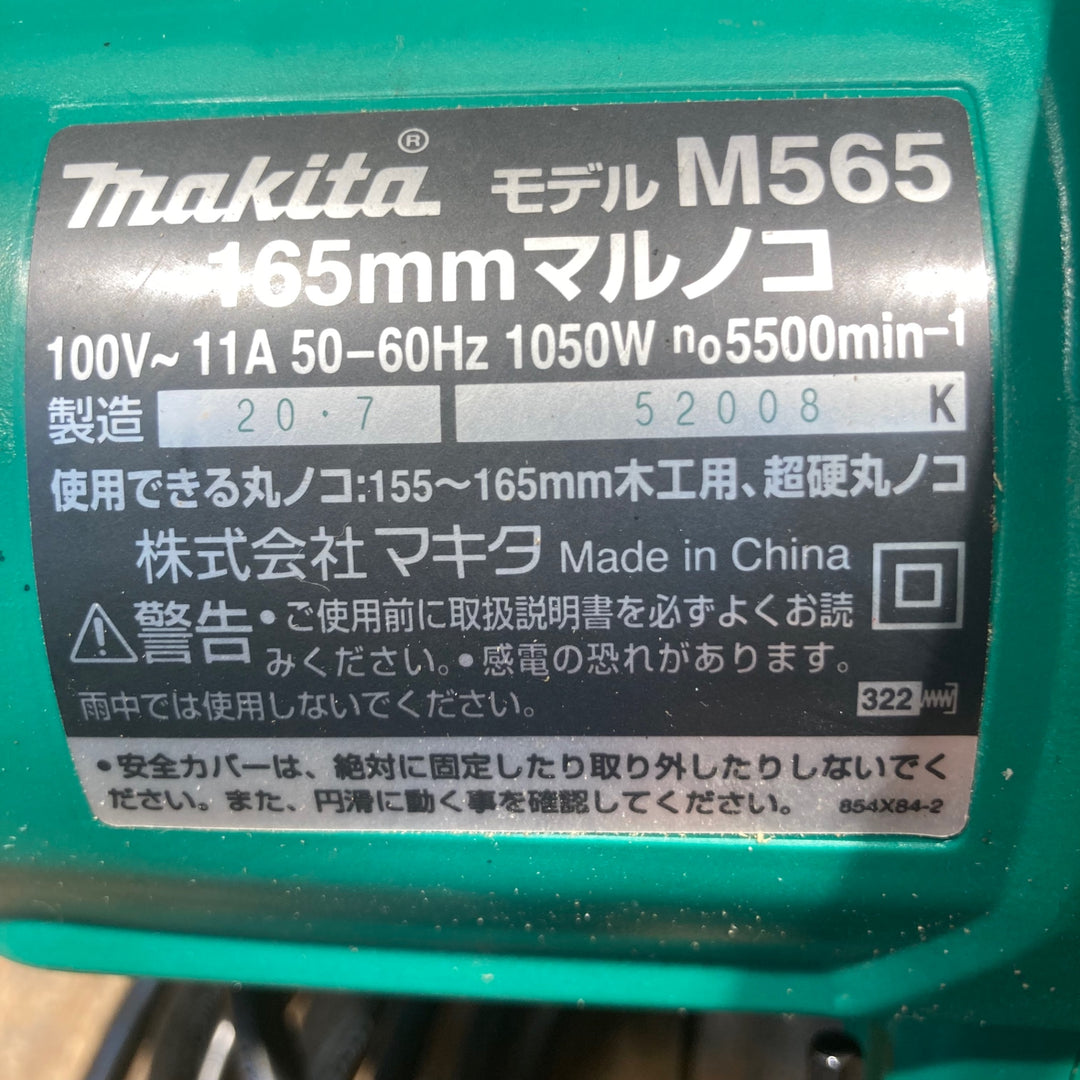 makita® モデル M565
165mmマルノコ
100V~ 11A 50-60Hz 1050W no5500min-1
製造 20・7 52008 K
使用できる丸ノコ:155~165mm木工用、超硬丸ノコ
株式会社マキタ Made in China
警告 •ご使用前に取扱説明書を必ずよくお読
みください。•感電の恐れがあります。
雨中では使用しないでください。 322
•安全カバーは、絶対に固定したり取り外したりしないでく
ださい。また、円滑に動く事を確認してください。 854X84-2